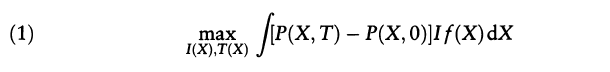 (1) max I(X),T(X) ∫[P(X, T) − P(X, 0)]I f(X) dX